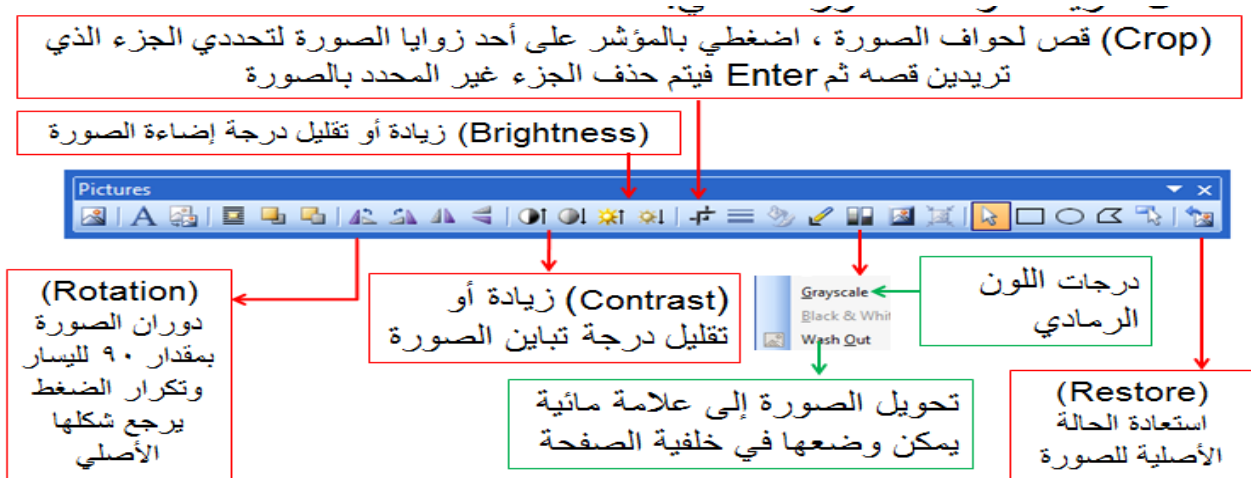 (Crop) قص لحواف الصورة ، اضغطي بالمؤشر على أحد زوايا الصورة لتحددي الجزء الذي
تريدين قصه ثم Enter فيتم حذف الجزء غير المحدد بالصورة
(Brightness) زيادة أو تقليل درجة إضاءة الصورة
Pictures
(Rotation)
دوران الصورة
بمقدار ٩٠ لليسار
وتكرار الضغط
يرجع شكلها
الأصلي
(Contrast) زيادة أو
تقليل درجة تباين الصورة
Grayscale
Black & Whit
Wash Out
درجات اللون
الرمادي
تحويل الصورة إلى علامة مائية
يمكن وضعها في خلفية الصفحة
(Restore)
استعادة الحالة
الأصلية للصورة